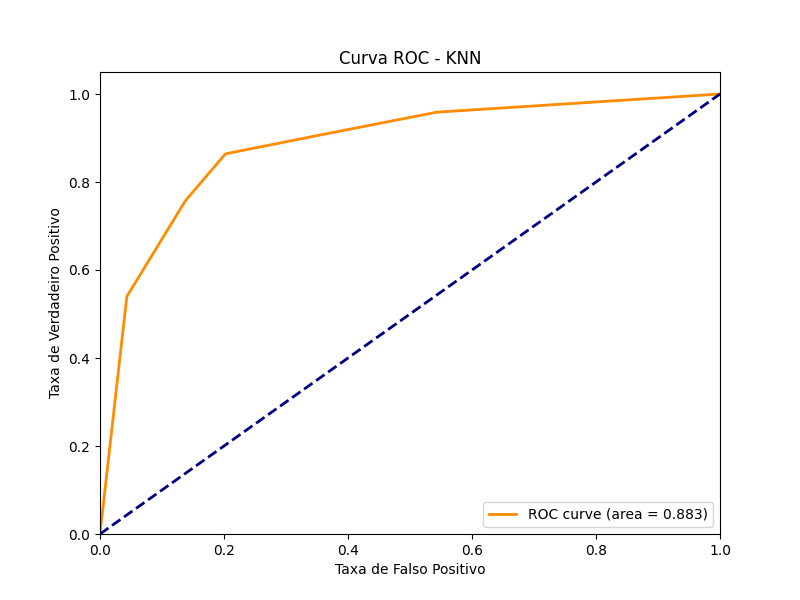 Curva ROC - KNN
Taxa de Verdadeiro Positivo
1.0
0.8
0.6
0.4
0.2
0.0
ROC curve (area = 0.883)
0.0 0.2 0.4 0.6 0.8 1.0
Taxa de Falso Positivo